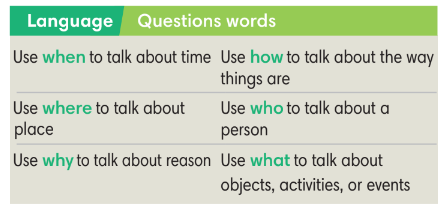 Language Questions words
Use when to talk about time
Use how to talk about the way
things are
Use where to talk about
place
Use who to talk about a
person
Use why to talk about reason
Use what to talk about
objects, activities, or events